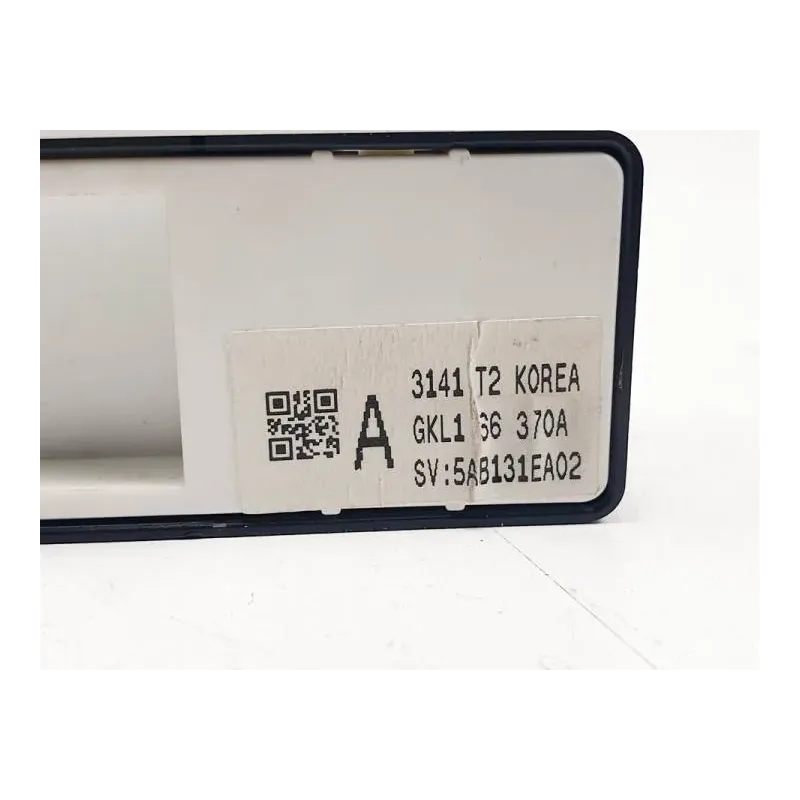 A
3141 T2 KOREA
GKL1 66 370A
SV:5AB131EA02